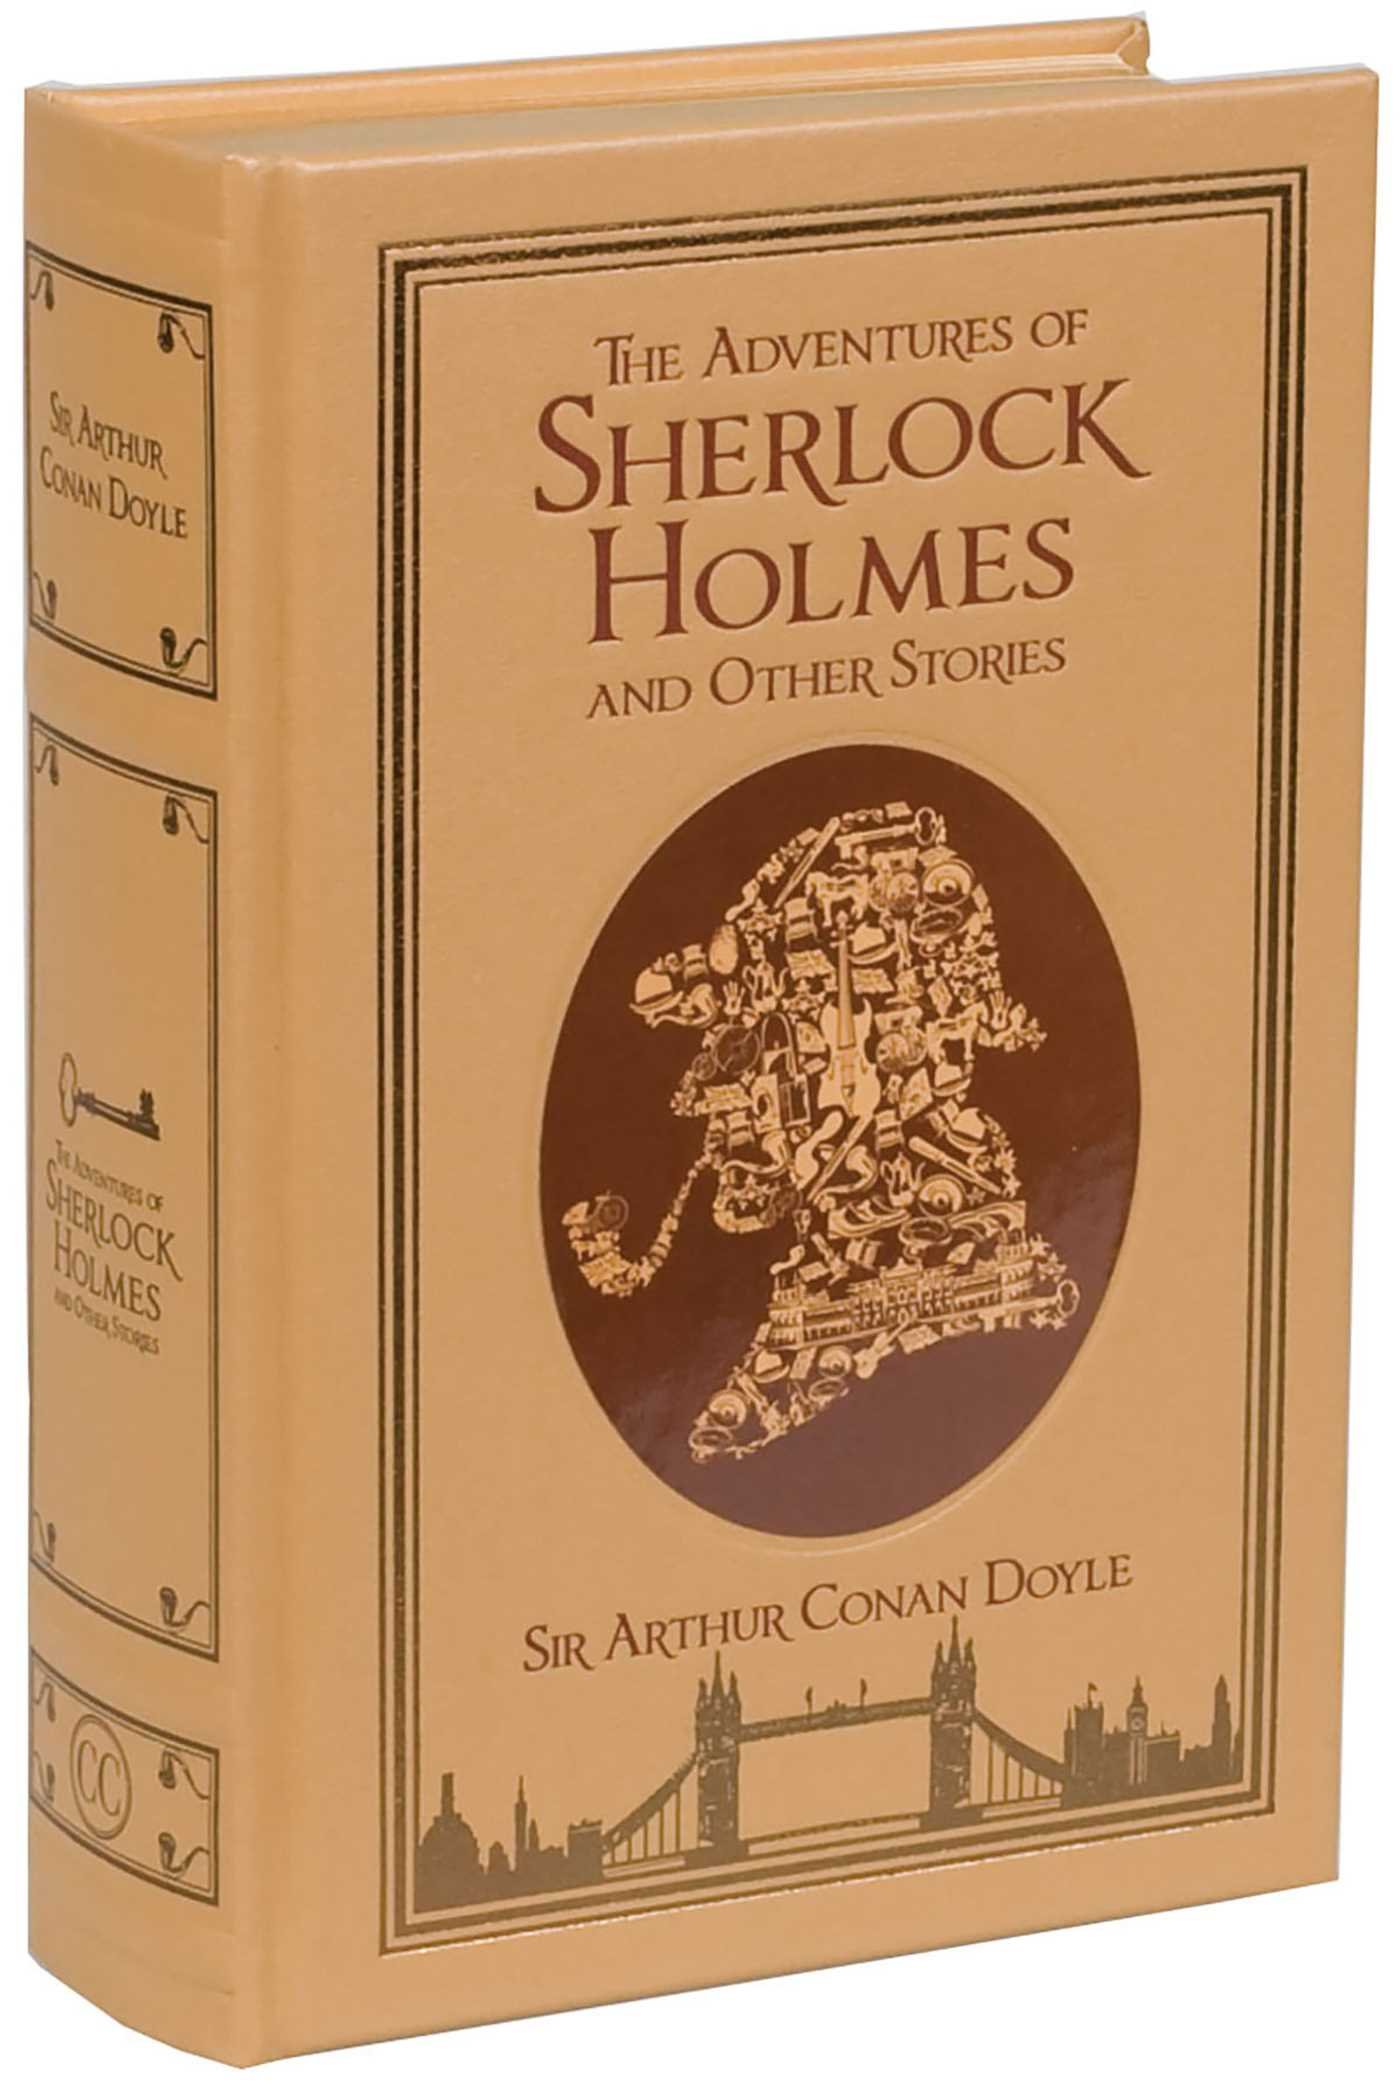 Sir Arthur
Conan Doyle
The Adventures of
Sherlock
Holmes
and Other Stories
CC
The Adventures of
Sherlock
Holmes
and Other Stories
Sir Arthur Conan Doyle